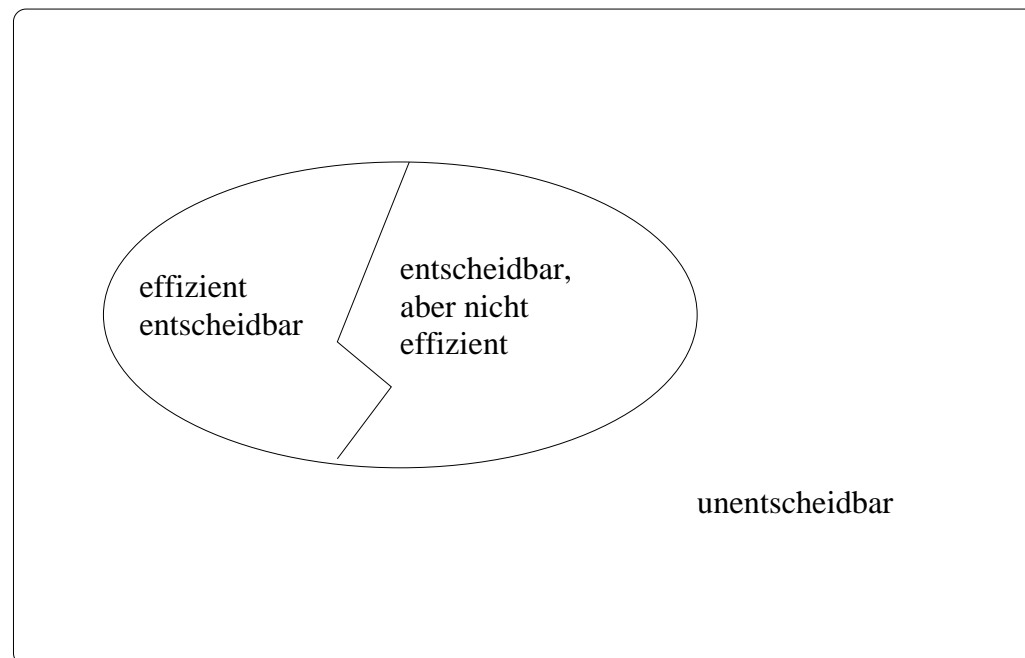 effizient
entscheidbar
entscheidbar,
aber nicht
effizient
unentscheidbar